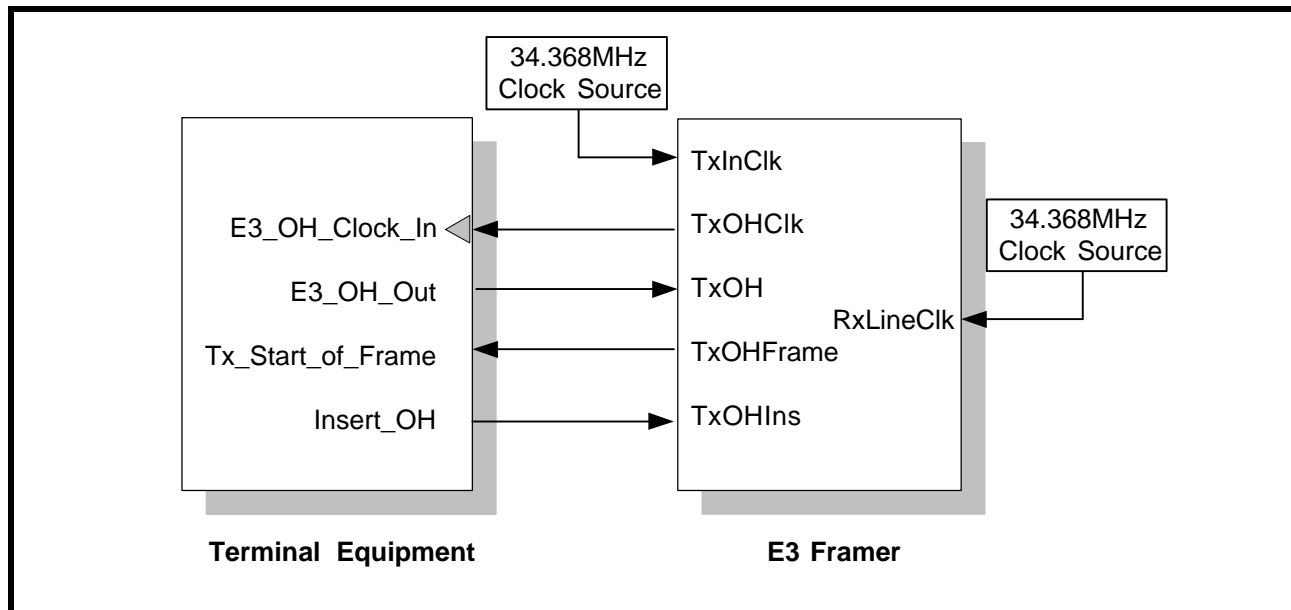 34.368MHz
Clock Source
TxInClk
E3_OH_Clock_In
TxOHClk
34.368MHz
Clock Source
E3_OH_Out
TxOH
RxLineClk
Tx_Start_of_Frame
TxOHFrame
Insert_OH
TxOHIns
Terminal Equipment
E3 Framer